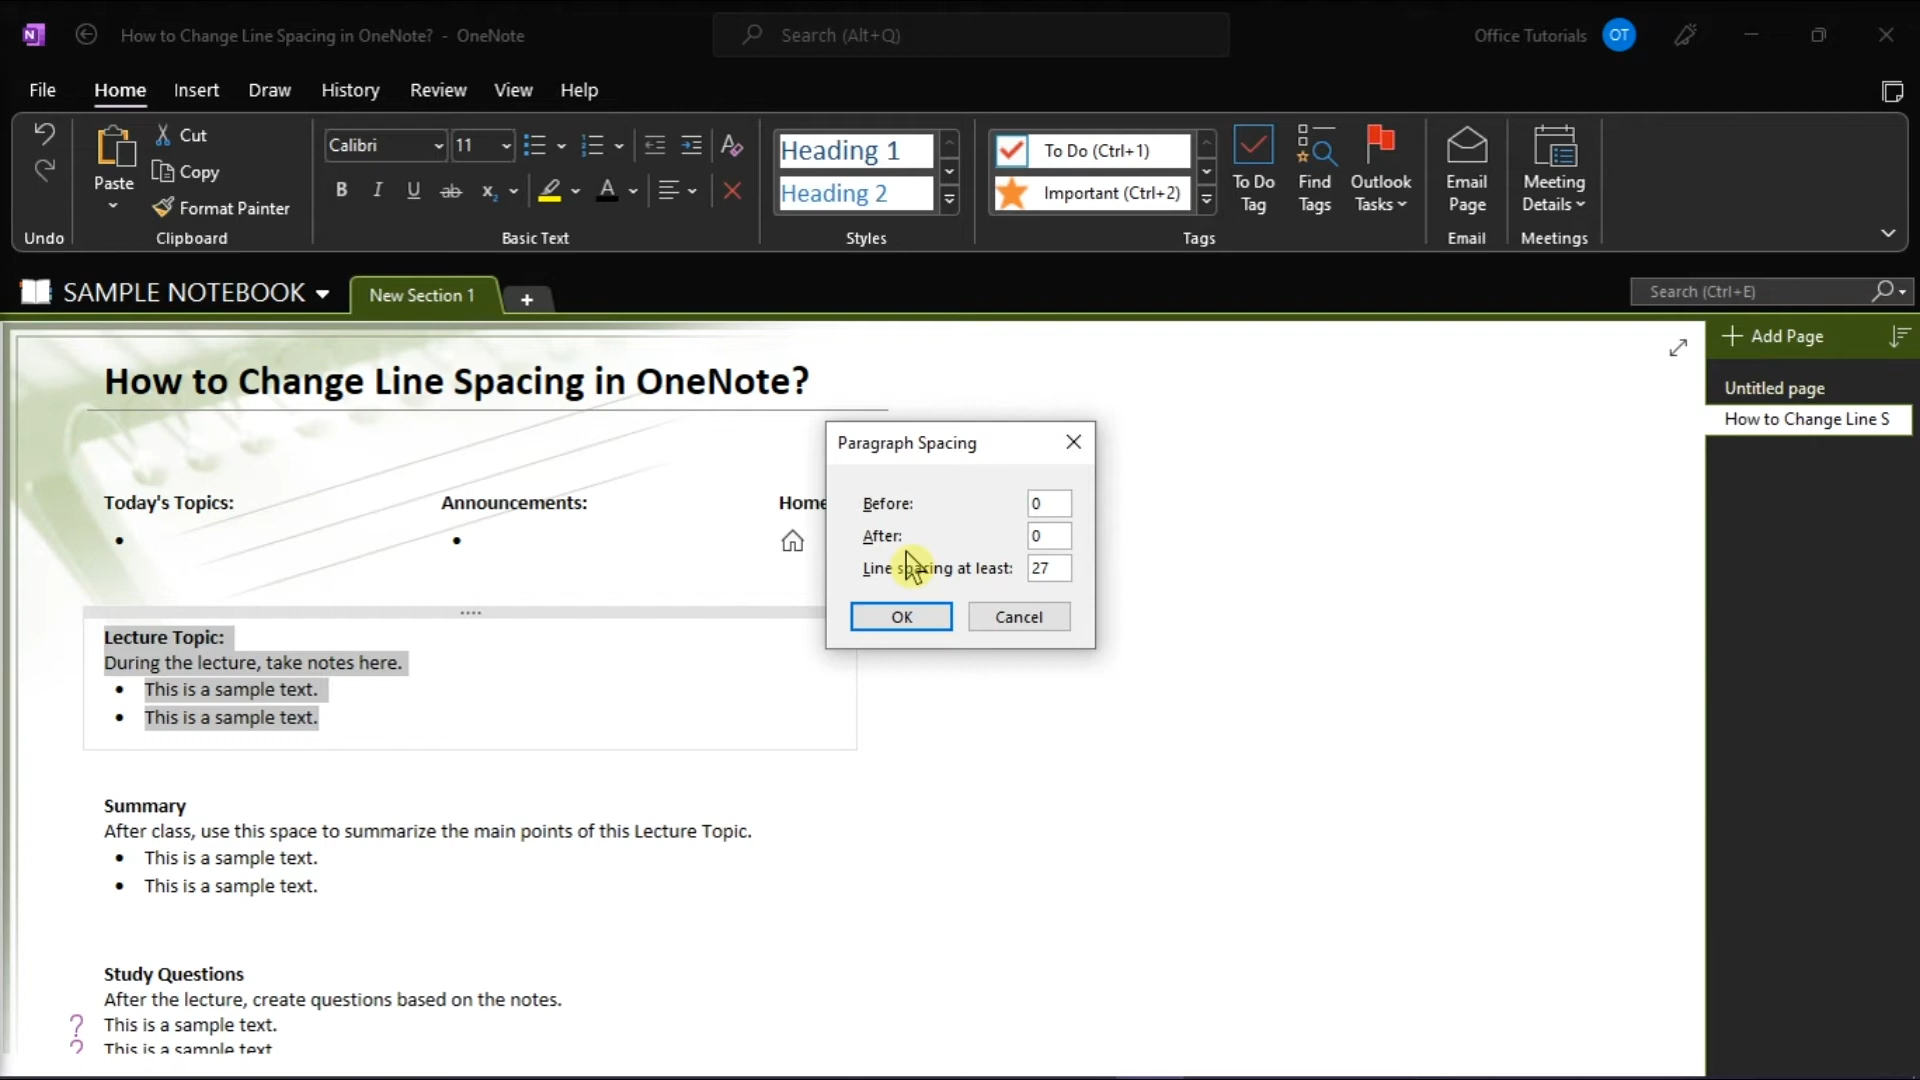 How to Change Line Spacing in OneNote? - OneNote
Search (Alt+Q)
Office Tutorials OT
File Home Insert Draw History Review View Help
Undo
Paste
Cut
Copy
Format Painter
Clipboard
Calibri 11
B I U ab x₂ A
Basic Text
Heading 1
Heading 2
Styles
To Do (Ctrl+1)
Important (Ctrl+2)
Tags
To Do
Tag
Find
Tags
Outlook
Tasks
Email
Page
Email
Meeting
Details
Meetings
SAMPLE NOTEBOOK New Section 1 +
Search (Ctrl+E)
Add Page
Untitled page
How to Change Line S
How to Change Line Spacing in OneNote?
Today's Topics: Announcements: Home
•
•
Paragraph Spacing
Before: 0
After: 0
Line spacing at least: 27
OK Cancel
Lecture Topic:
During the lecture, take notes here.
• This is a sample text.
• This is a sample text.
Summary
After class, use this space to summarize the main points of this Lecture Topic.
• This is a sample text.
• This is a sample text.
Study Questions
After the lecture, create questions based on the notes.
? This is a sample text.
? This is a sample text